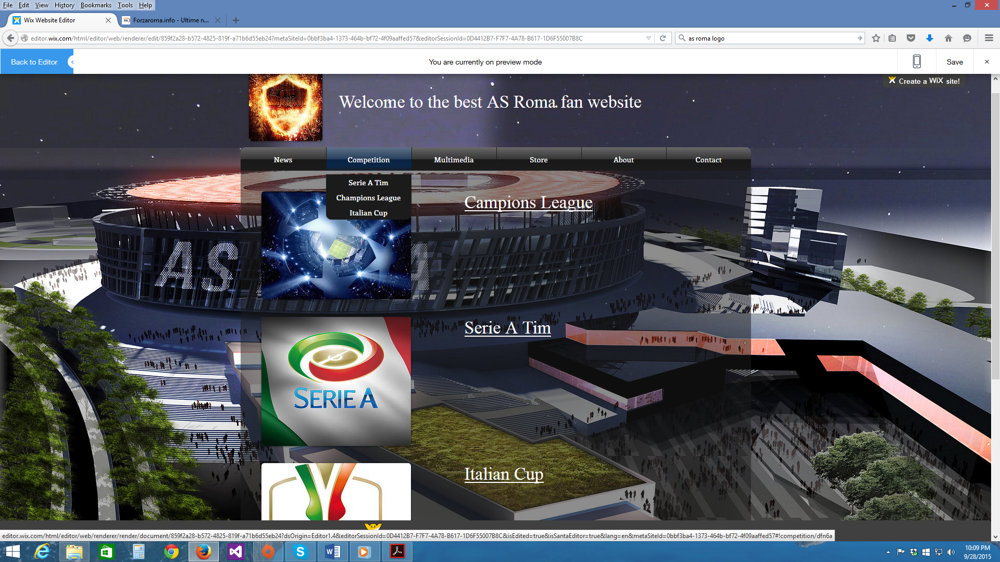 File Edit View History Bookmarks Tools Help
Wix Website Editor
Forzaroma.info - Ultime n...
editor.wix.com/html/editor/web/renderer/edit/859f2a28-b572-4825-819f-a71b6d55eb24?metaSiteId=0bbf3ba4-1373-464b-bf72-4f09aaffed57&editorSessionId=0D4412B7-F7F7-4A78-B617-1D6F55007B8C
as roma logo
Back to Editor
You are currently on preview mode
Save
Create a WiX site!
Welcome to the best AS Roma fan website
News Competition Multimedia Store About Contact
Serie A Tim
Champions League
Italian Cup
Campions League
AS
Serie A Tim
SERIE A
Italian Cup
editor.wix.com/html/editor/web/renderer/render/document/859f2a28-b572-4825-819f-a71b6d55eb24?dsOrigin=Editor1.4&editorSessionId=0D4412B7-F7F7-4A78-B617-1D6F55007B8C&isEdited=true&isSantaEditor=true&lang=en&metaSiteId=0bbf3ba4-1373-464b-bf72-4f09aaffed57#!competition/dfn6a
10:09 PM
9/28/2015